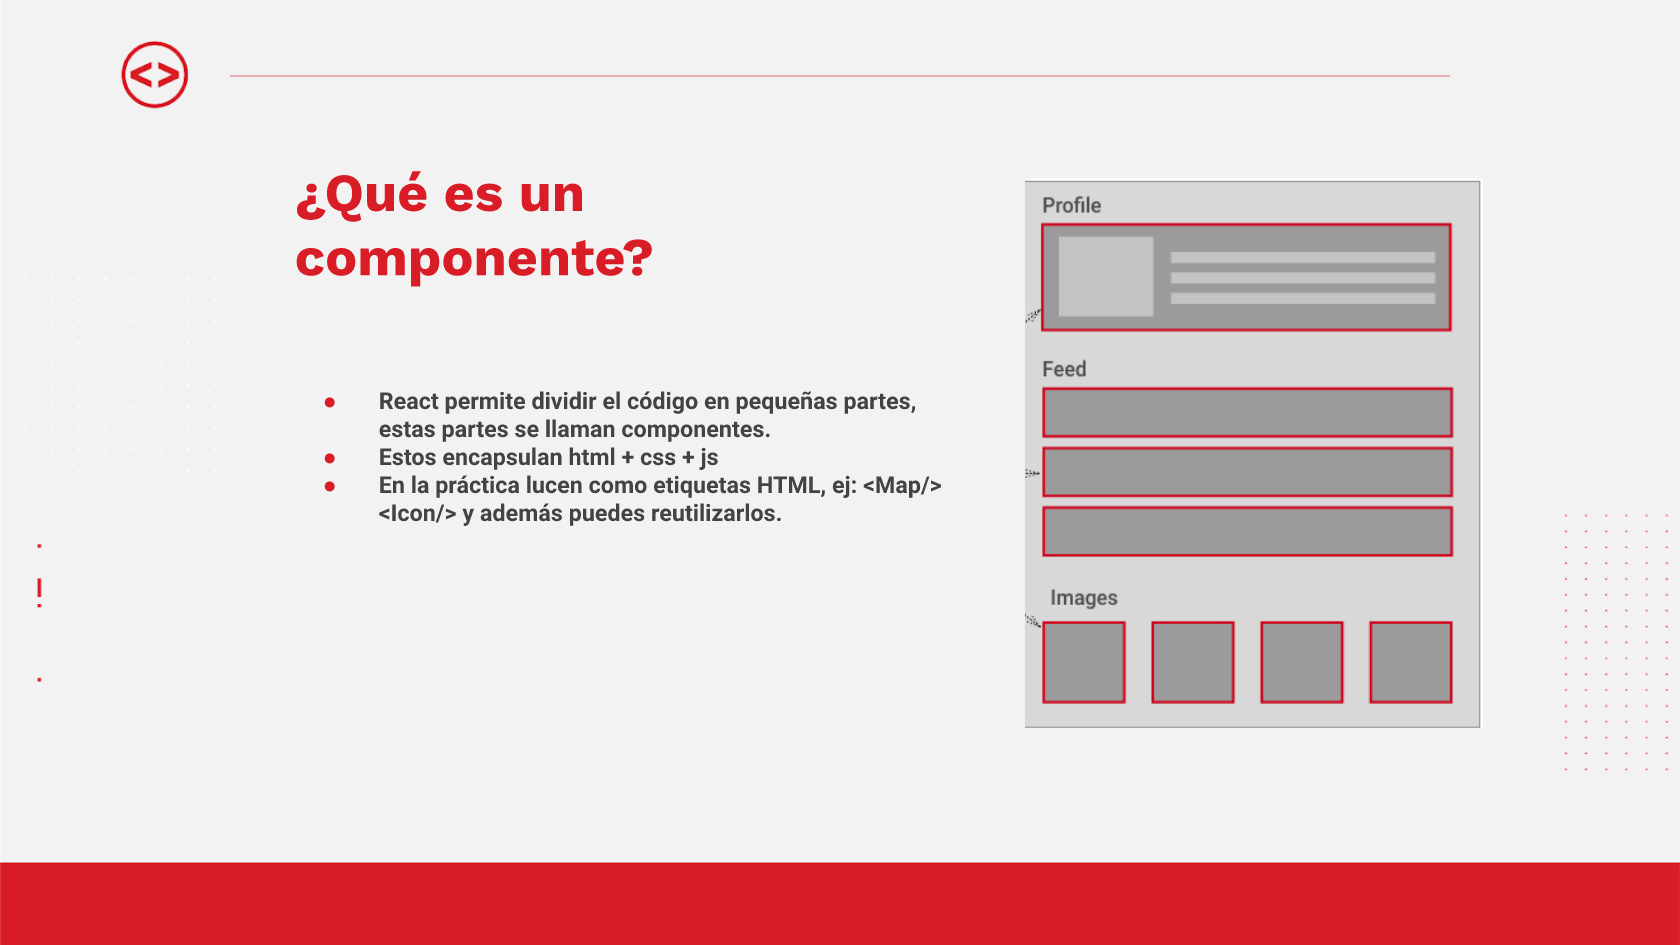 <>
¿Qué es un
componente?
● React permite dividir el código en pequeñas partes,
estas partes se llaman componentes.
● Estos encapsulan html + css + js
● En la práctica lucen como etiquetas HTML, ej: <Map/>
<Icon/> y además puedes reutilizarlos.
Profile
Feed
Images